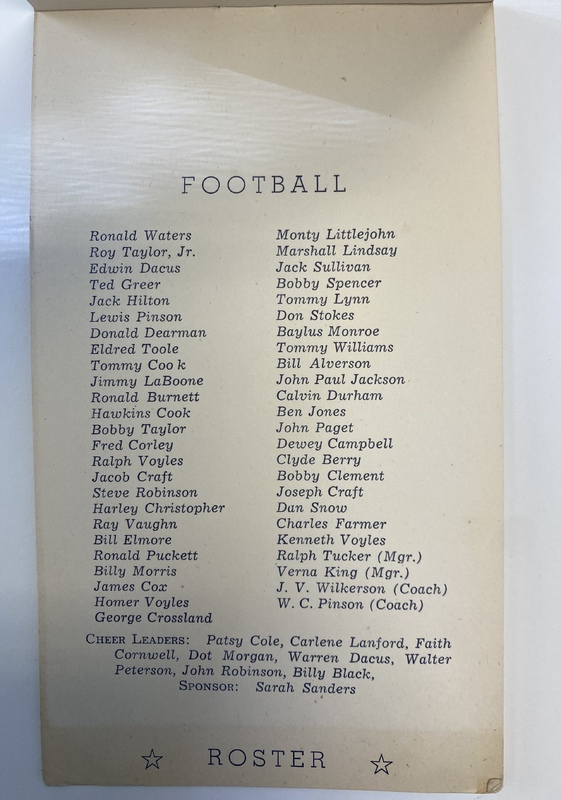 FOOTBALL
Ronald Waters
Roy Taylor, Jr.
Edwin Dacus
Ted Greer
Jack Hilton
Lewis Pinson
Donald Dearman
Eldred Toole
Tommy Cook
Jimmy LaBoone
Ronald Burnett
Hawkins Cook
Bobby Taylor
Fred Corley
Ralph Voyles
Jacob Craft
Steve Robinson
Harley Christopher
Ray Vaughn
Bill Elmore
Ronald Puckett
Billy Morris
James Cox
Homer Voyles
George Crossland
Monty Littlejohn
Marshall Lindsay
Jack Sullivan
Bobby Spencer
Tommy Lynn
Don Stokes
Baylus Monroe
Tommy Williams
Bill Alverson
John Paul Jackson
Calvin Durham
Ben Jones
John Paget
Dewey Campbell
Clyde Berry
Bobby Clement
Joseph Craft
Dan Snow
Charles Farmer
Kenneth Voyles
Ralph Tucker (Mgr.)
Verna King (Mgr.)
J. V. Wilkerson (Coach)
W. C. Pinson (Coach)
CHEER LEADERS: Patsy Cole, Carlene Lanford, Faith
Cornwell, Dot Morgan, Warren Dacus, Walter
Peterson, John Robinson, Billy Black,
SPONSOR: Sarah Sanders
☆ ROSTER ☆